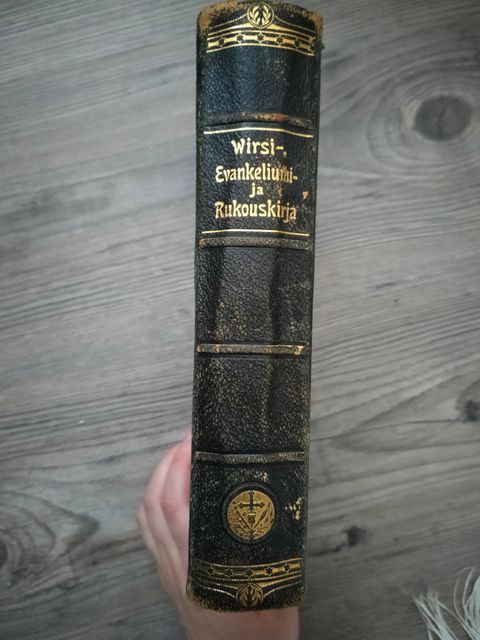 Wirsi-,
Evankeliumi-
ja
Rukouskirja